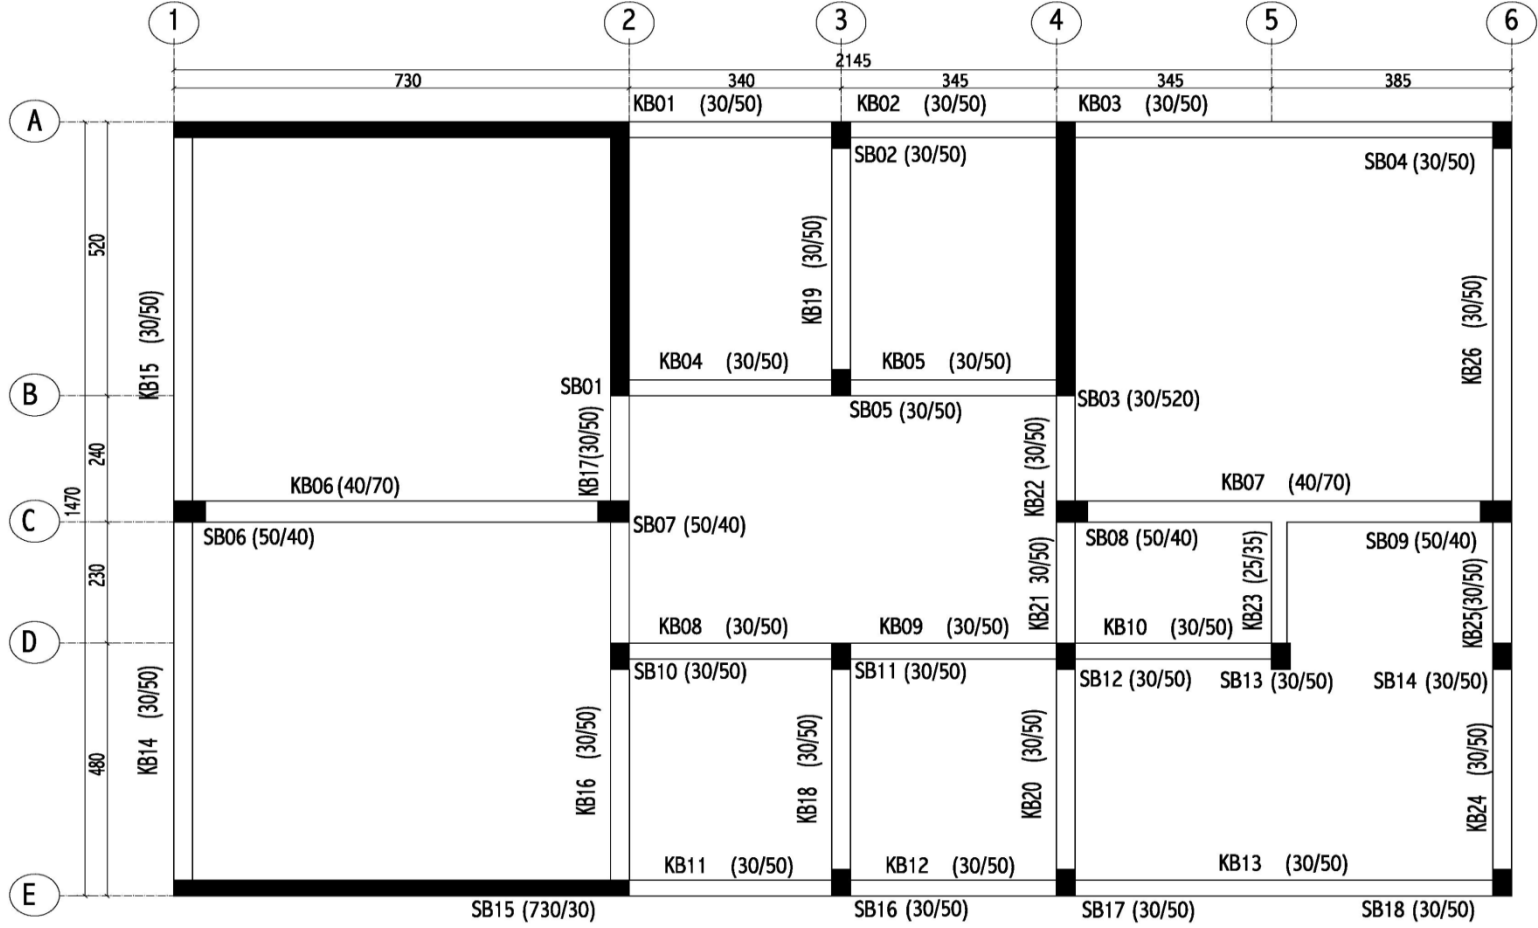 1 2 3 4 5 6
2145
730 340 345 345 385
KB01 (30/50) KB02 (30/50) KB03 (30/50)
A
SB02 (30/50) SB04 (30/50)
520
KB15 (30/50)
KB19 (30/50)
KB26 (30/50)
KB04 (30/50) KB05 (30/50)
B
SB01
SB05 (30/50)
SB03 (30/520)
240
1470
KB17(30/50)
KB22 (30/50)
KB06 (40/70) KB07 (40/70)
C
SB06 (50/40) SB07 (50/40) SB08 (50/40) SB09 (50/40)
230
KB21 30/50)
KB23 (25/35)
KB25(30/50)
KB08 (30/50) KB09 (30/50) KB10 (30/50)
D
SB10 (30/50) SB11 (30/50) SB12 (30/50) SB13 (30/50) SB14 (30/50)
480
KB14 (30/50)
KB16 (30/50)
KB18 (30/50)
KB20 (30/50)
KB24 (30/50)
KB11 (30/50) KB12 (30/50) KB13 (30/50)
E
SB15 (730/30) SB16 (30/50) SB17 (30/50) SB18 (30/50)